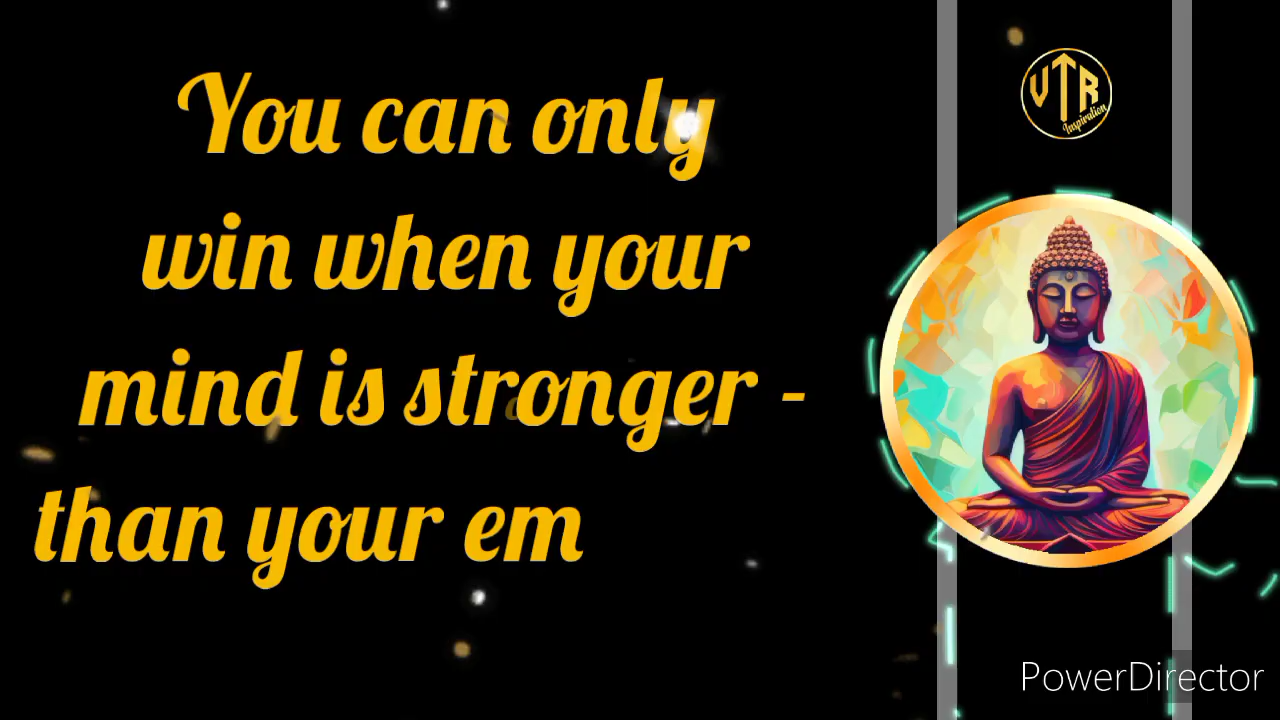 You can only
win when your
mind is stronger -
than your em
VTR
Inspiration
PowerDirector